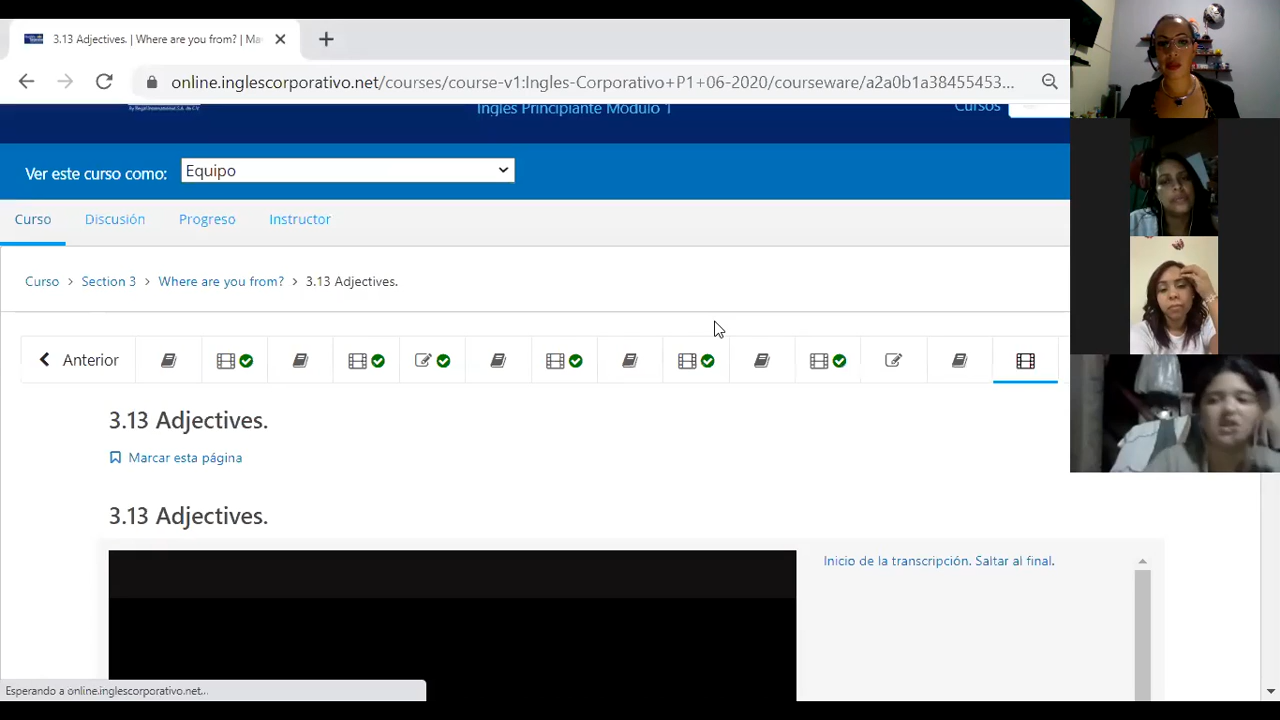 3.13 Adjectives. | Where are you from? | Ma
online.inglescorporativo.net/courses/course-v1:Ingles-Corporativo+P1+06-2020/courseware/a2a0b1a38455453...
Ingles Principiante Modulo 1
Cursos
Ver este curso como:
Equipo
Curso
Discusión
Progreso
Instructor
Curso > Section 3 > Where are you from? > 3.13 Adjectives.
Anterior
3.13 Adjectives.
Marcar esta página
3.13 Adjectives.
Inicio de la transcripción. Saltar al final.
Esperando a online.inglescorporativo.net...